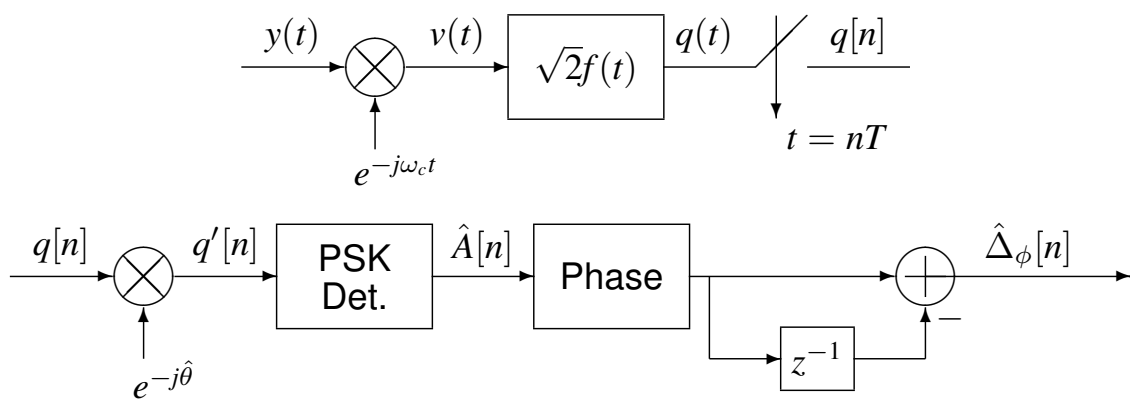 y(t) v(t) √2f(t) q(t) q[n]
e^{-jω_c t} t = nT
q[n] q′[n] PSK Det. Â[n] Phase Δ̂_ϕ[n]
−
z^{-1}
e^{-jθ̂}